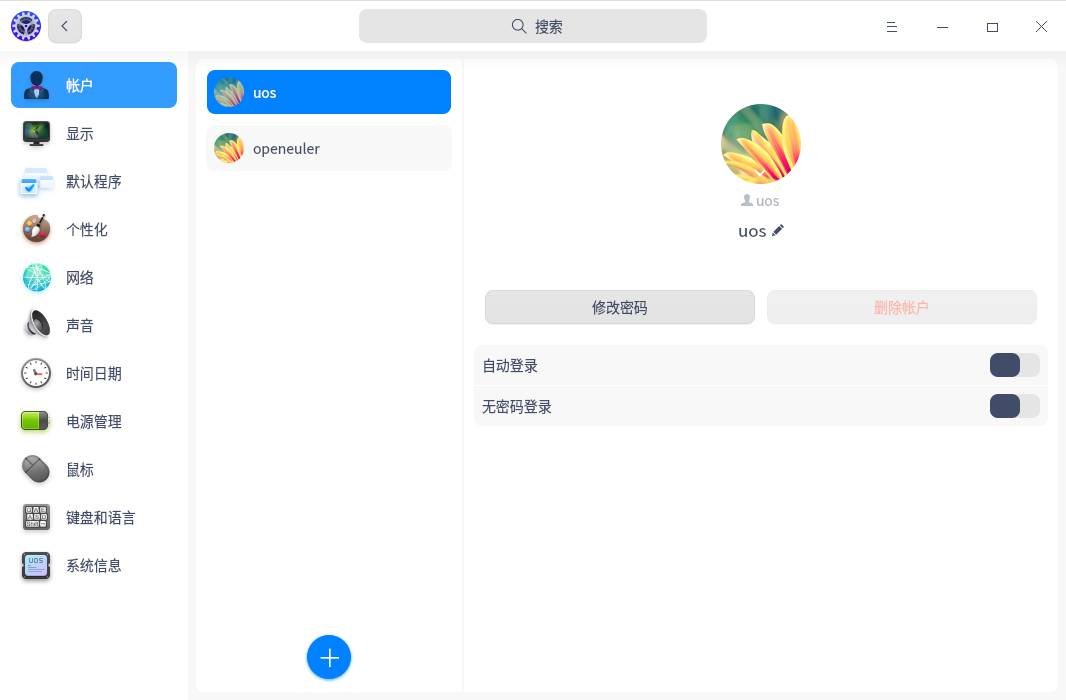 搜索
帐户
显示
默认程序
个性化
网络
声音
时间日期
电源管理
鼠标
键盘和语言
系统信息
uos
openeuler
uos
uos
修改密码
删除帐户
自动登录
无密码登录